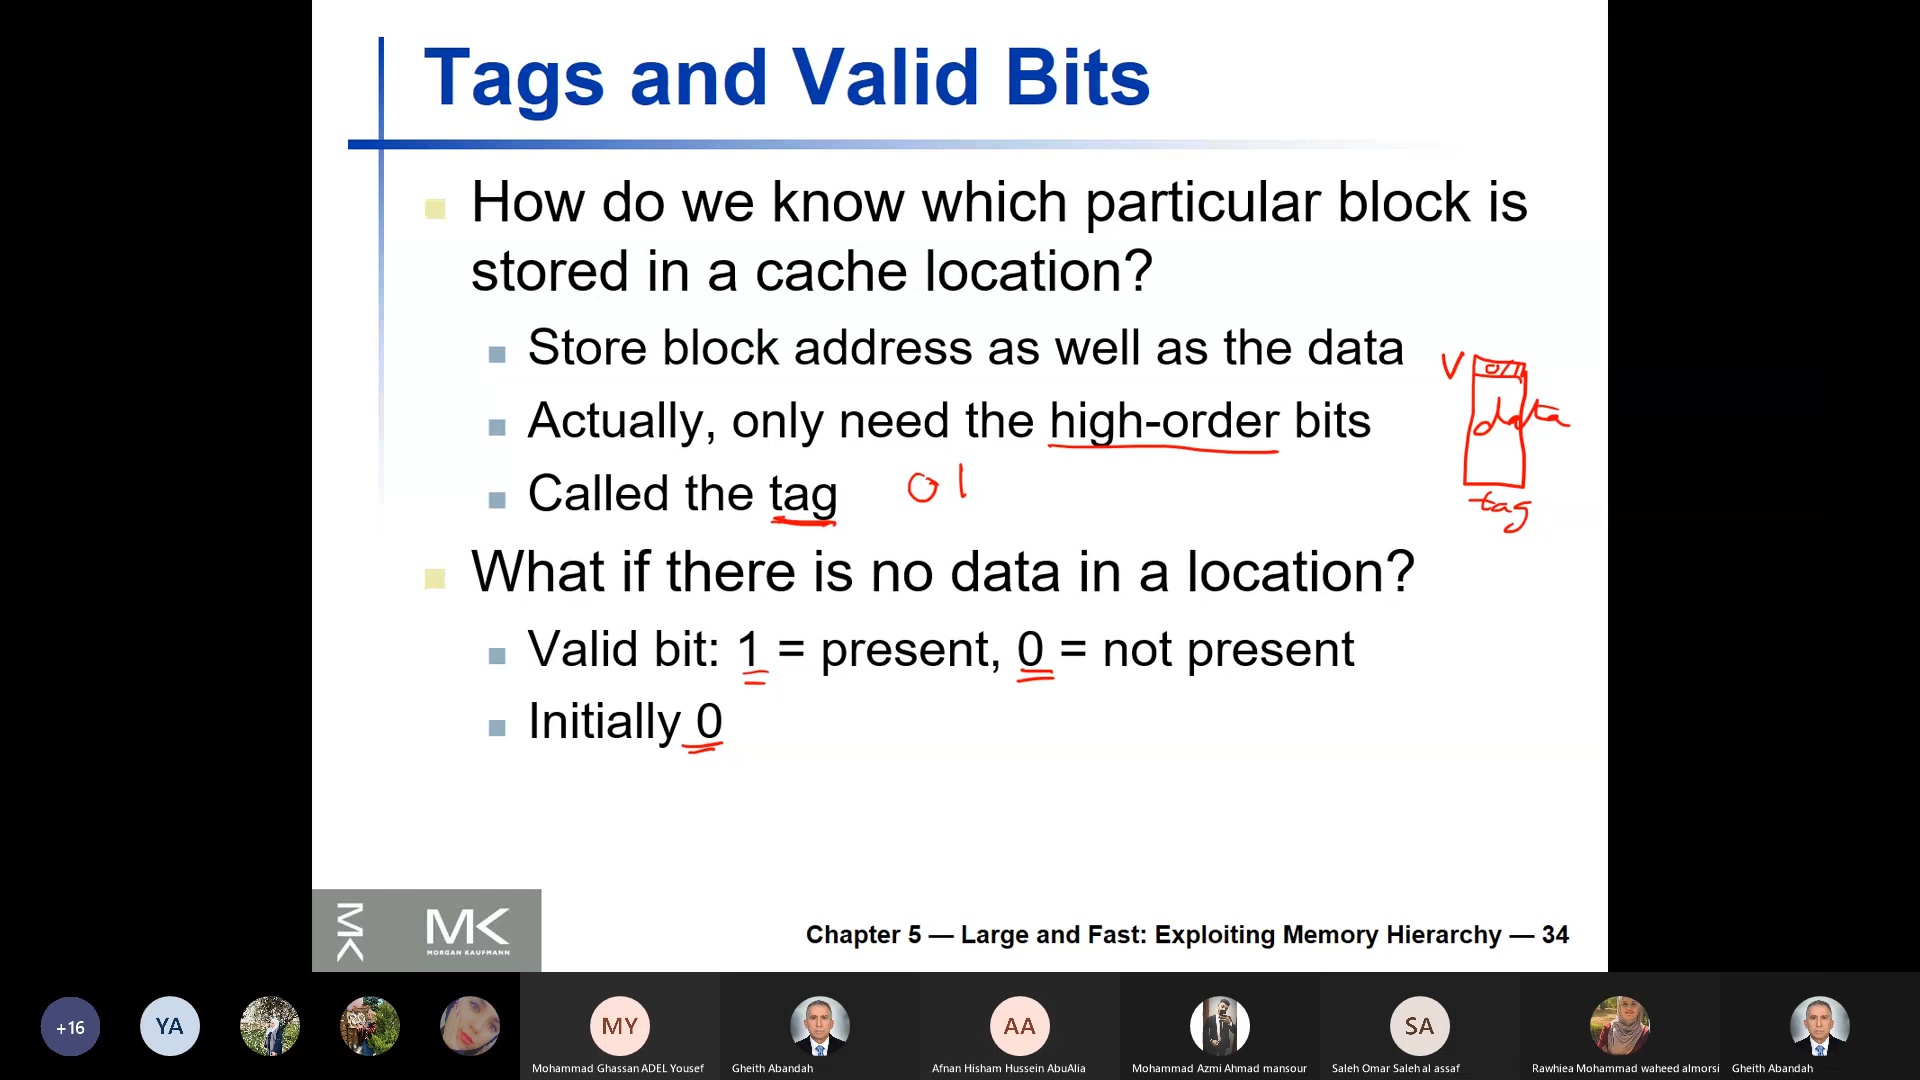 Tags and Valid Bits
How do we know which particular block is
stored in a cache location?
Store block address as well as the data
Actually, only need the high-order bits
Called the tag
0 1
V
0 1
data
tag
What if there is no data in a location?
Valid bit: 1 = present, 0 = not present
Initially 0
MK
MK
MORGAN KAUFMANN
Chapter 5 — Large and Fast: Exploiting Memory Hierarchy — 34
+16
YA
MY
Mohammad Ghassan ADEL Yousef
Gheith Abandah
AA
Afnan Hisham Hussein AbuAlia
Mohammad Azmi Ahmad mansour
SA
Saleh Omar Saleh al assaf
Rawhiea Mohammad waheed almorsi
Gheith Abandah